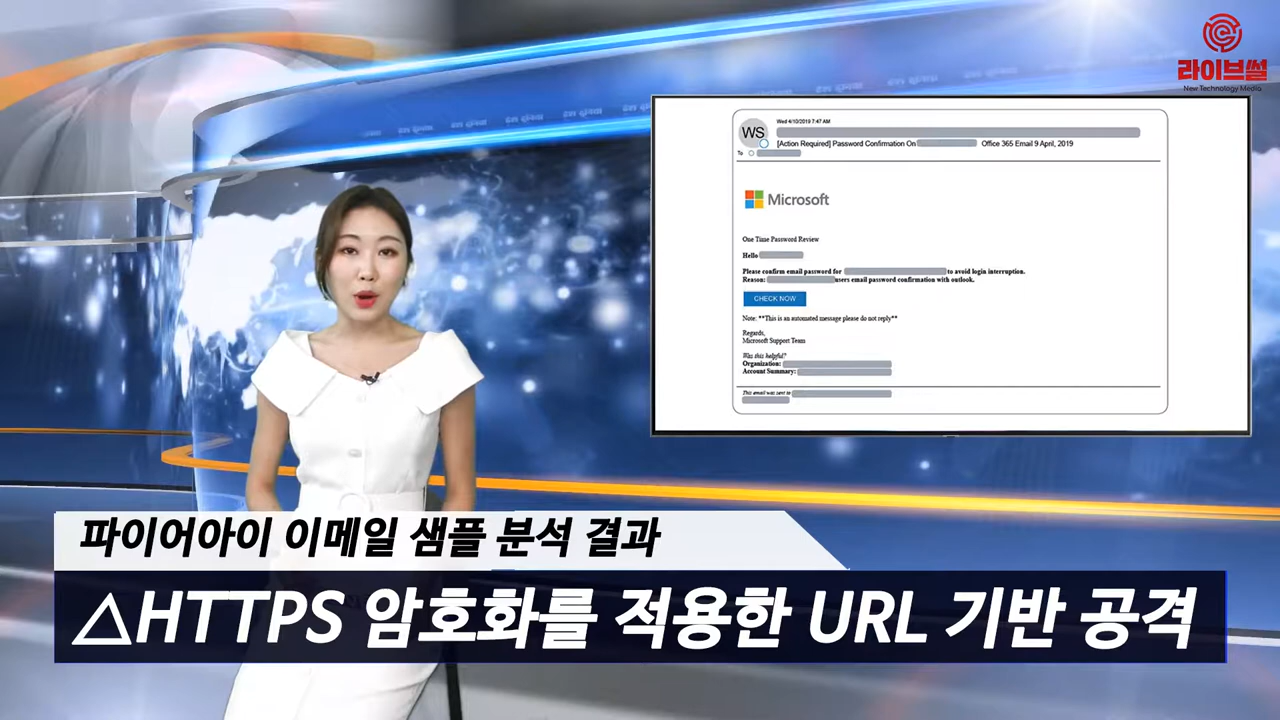 라이브썰
New Technology Media
Wed 4/10/2019 7:47 AM
WS
[Action Required] Password Confirmation On Office 365 Email 9 April, 2019
To
Microsoft
One Time Password Review
Hello
Please confirm email password for to avoid login interruption.
Reason: users email password confirmation with outlook.
CHECK NOW
Note: **This is an automated message please do not reply**
Regards,
Microsoft Support Team
Was this helpful?
Organization:
Account Summary:
This email was sent to
파이어아이 이메일 샘플 분석 결과
△HTTPS 암호화를 적용한 URL 기반 공격